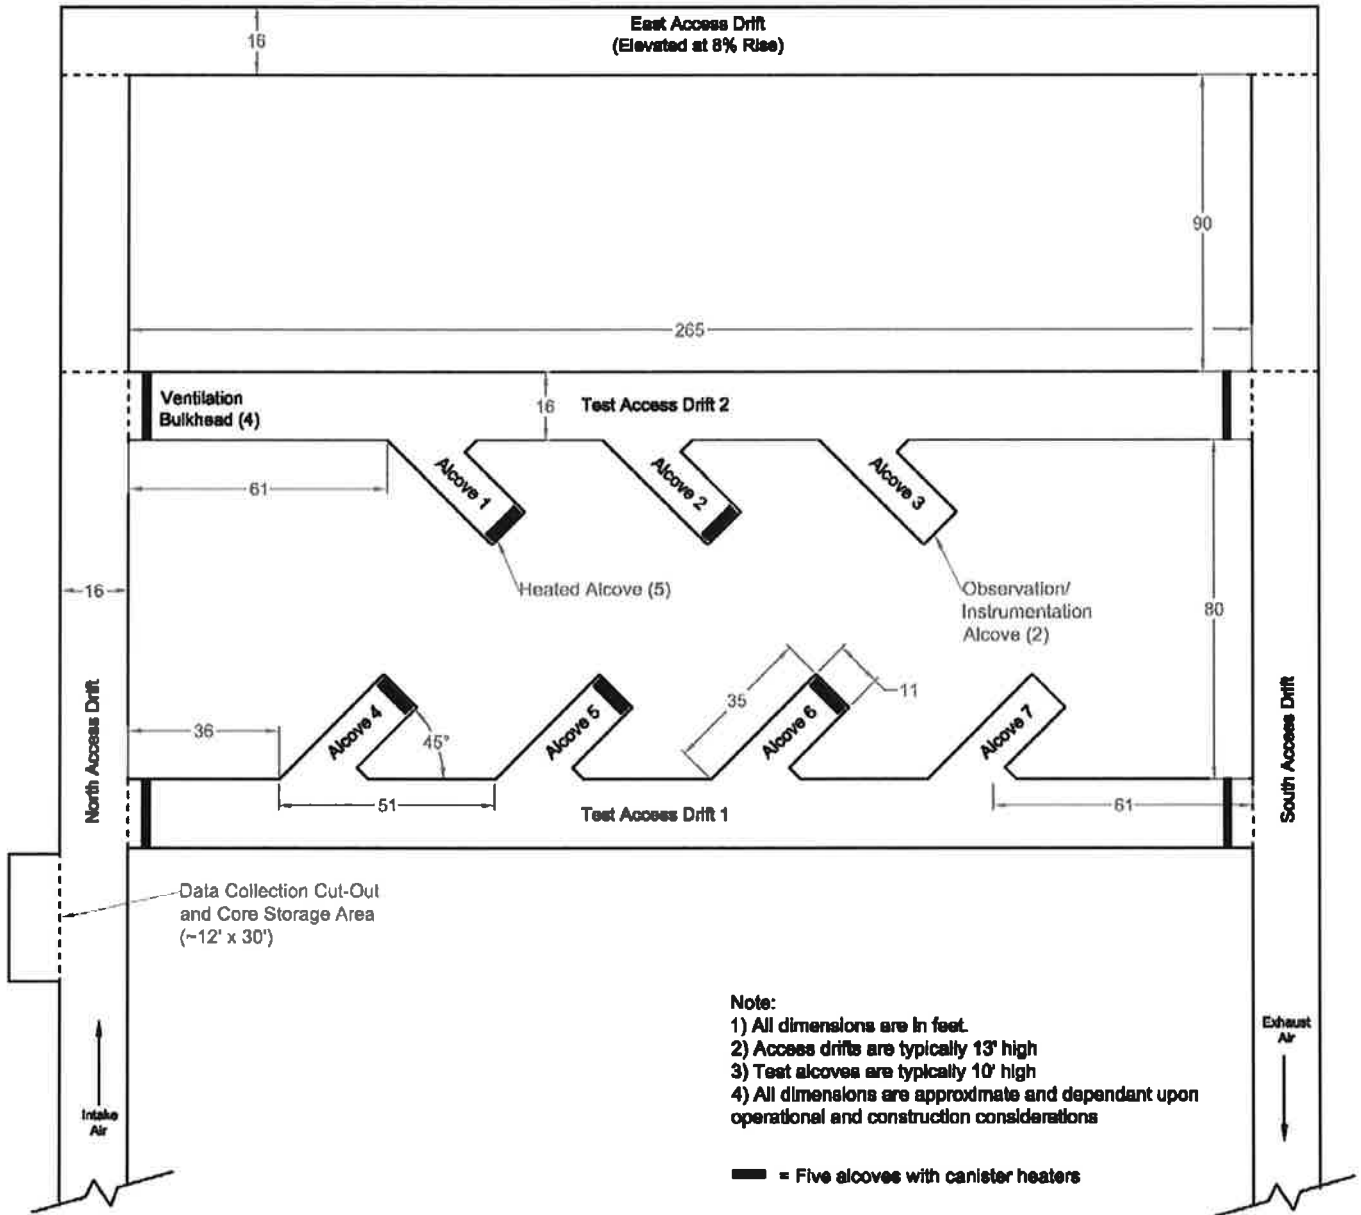 East Access Drift
(Elevated at 8% Rise)
16
90
265
Ventilation
Bulkhead (4)
16
Test Access Drift 2
61
Alcove 1
Alcove 2
Alcove 3
Heated Alcove (5)
Observation/
Instrumentation
Alcove (2)
16
80
North Access Drift
South Access Drift
36
Alcove 4
45°
Alcove 5
35
11
Alcove 6
Alcove 7
51
61
Test Access Drift 1
Data Collection Cut-Out
and Core Storage Area
(~12' x 30')
Note:
1) All dimensions are in feet.
2) Access drifts are typically 13' high
3) Test alcoves are typically 10' high
4) All dimensions are approximate and dependant upon
operational and construction considerations
Intake
Air
Exhaust
Air
= Five alcoves with canister heaters